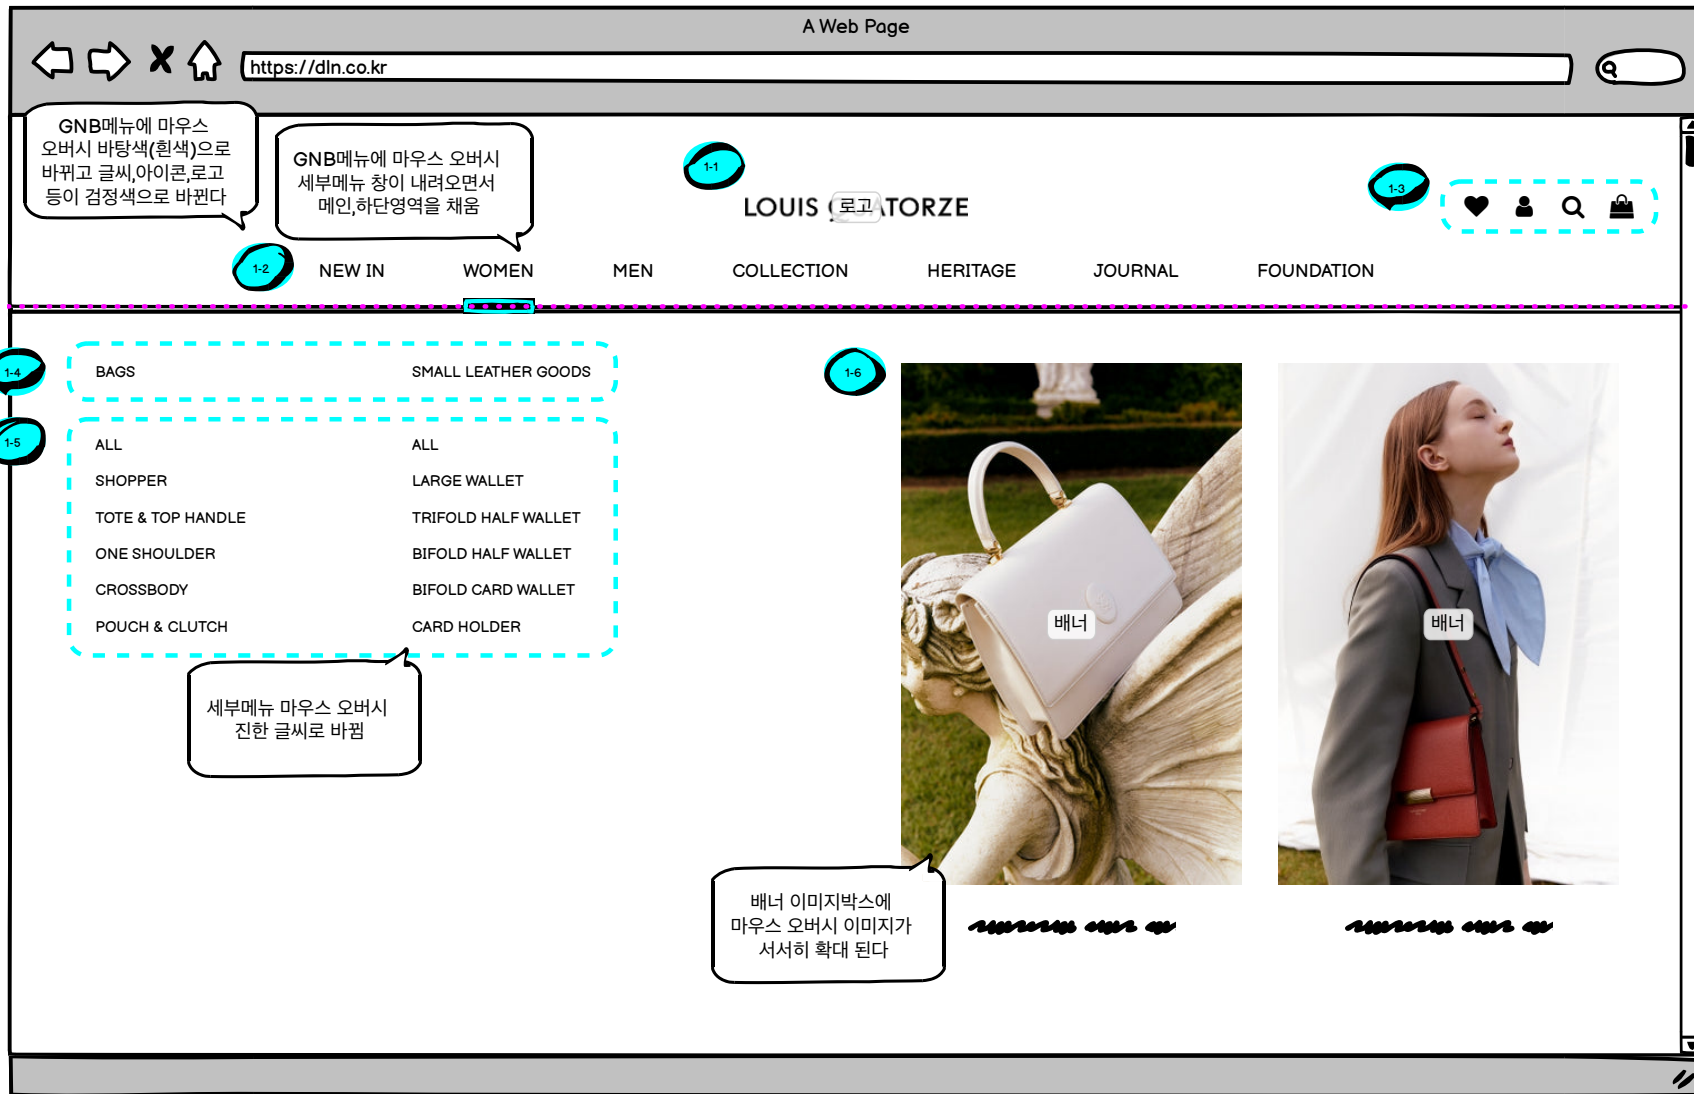 A Web Page
https://dln.co.kr
GNB메뉴에 마우스
오버시 바탕색(흰색)으로
바뀌고 글씨,아이콘,로고
등이 검정색으로 바뀐다
GNB메뉴에 마우스 오버시
세부메뉴 창이 내려오면서
메인,하단영역을 채움
1-1
LOUIS QUATORZE
로고
1-3
1-2
NEW IN
WOMEN
MEN
COLLECTION
HERITAGE
JOURNAL
FOUNDATION
1-4
BAGS
SMALL LEATHER GOODS
1-5
ALL
SHOPPER
TOTE & TOP HANDLE
ONE SHOULDER
CROSSBODY
POUCH & CLUTCH
ALL
LARGE WALLET
TRIFOLD HALF WALLET
BIFOLD HALF WALLET
BIFOLD CARD WALLET
CARD HOLDER
세부메뉴 마우스 오버시
진한 글씨로 바뀜
1-6
배너
배너
배너 이미지박스에
마우스 오버시 이미지가
서서히 확대 된다